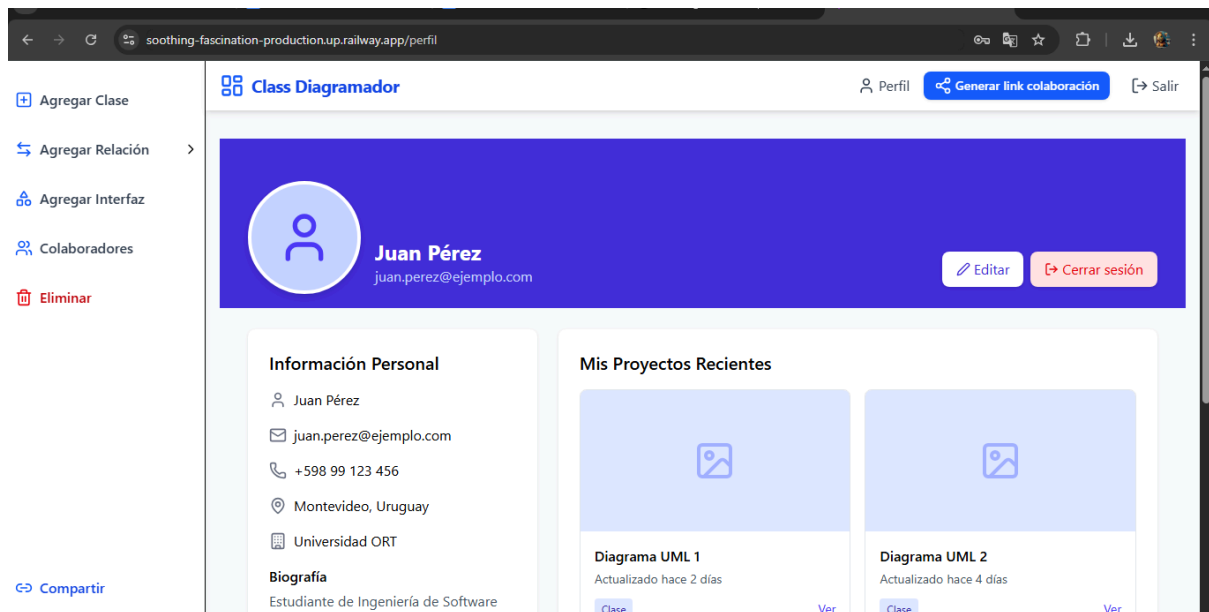 soothing-fascination-production.up.railway.app/perfil
Agregar Clase
Agregar Relación
Agregar Interfaz
Colaboradores
Eliminar
Compartir
Class Diagramador
Perfil
Generar link colaboración
Salir
Juan Pérez
juan.perez@ejemplo.com
Editar
Cerrar sesión
Información Personal
Juan Pérez
juan.perez@ejemplo.com
+598 99 123 456
Montevideo, Uruguay
Universidad ORT
Biografía
Estudiante de Ingeniería de Software
Mis Proyectos Recientes
Diagrama UML 1
Actualizado hace 2 días
Clase
Ver
Diagrama UML 2
Actualizado hace 4 días
Clase
Ver